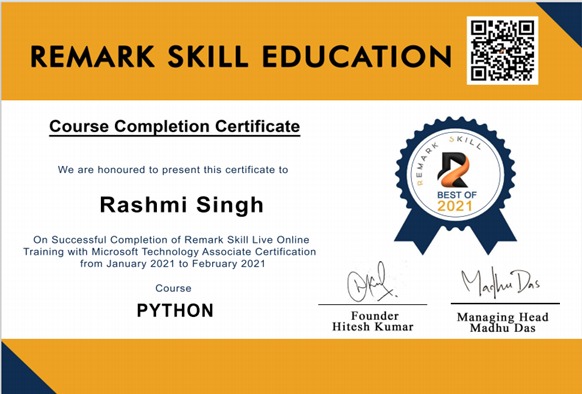 REMARK SKILL EDUCATION
Course Completion Certificate
We are honoured to present this certificate to
Rashmi Singh
On Successful Completion of Remark Skill Live Online
Training with Microsoft Technology Associate Certification
from January 2021 to February 2021
Course
PYTHON
REMARK SKILL
BEST OF
2021
Founder
Hitesh Kumar
Madhu Das
Managing Head
Madhu Das